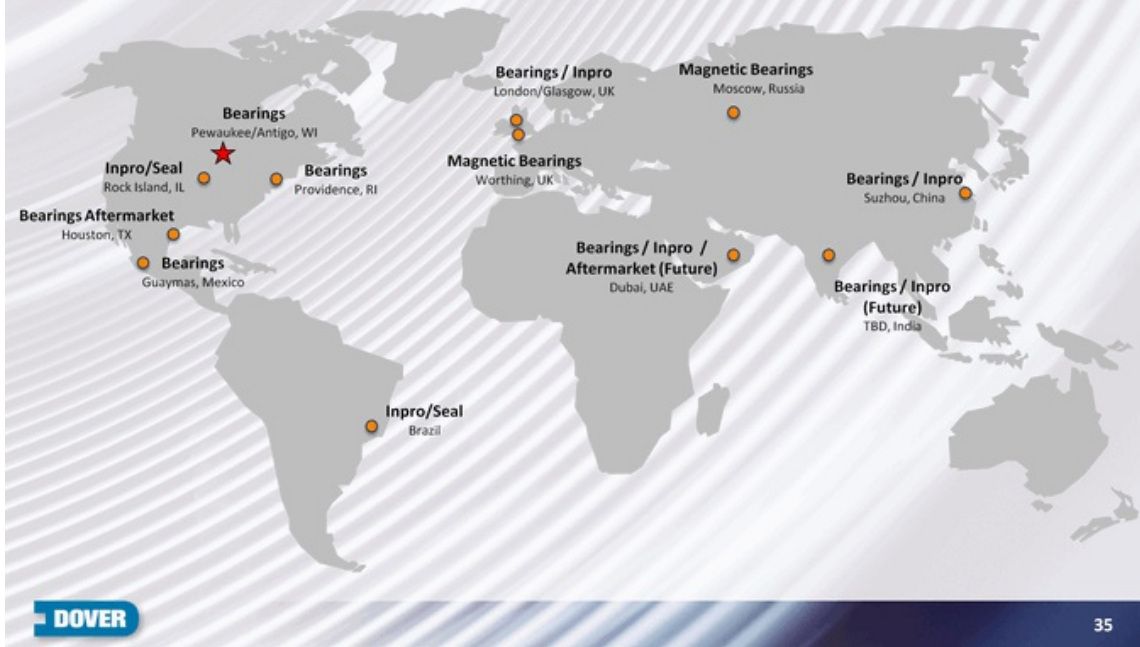 Bearings / Inpro
London/Glasgow, UK
Magnetic Bearings
Moscow, Russia
Bearings
Pewaukee/Antigo, WI
Inpro/Seal
Rock Island, IL
Bearings
Providence, RI
Magnetic Bearings
Worthing, UK
Bearings / Inpro
Suzhou, China
Bearings Aftermarket
Houston, TX
Bearings
Guaymas, Mexico
Bearings / Inpro /
Aftermarket (Future)
Dubai, UAE
Bearings / Inpro
(Future)
TBD, India
Inpro/Seal
Brazil
DOVER
35